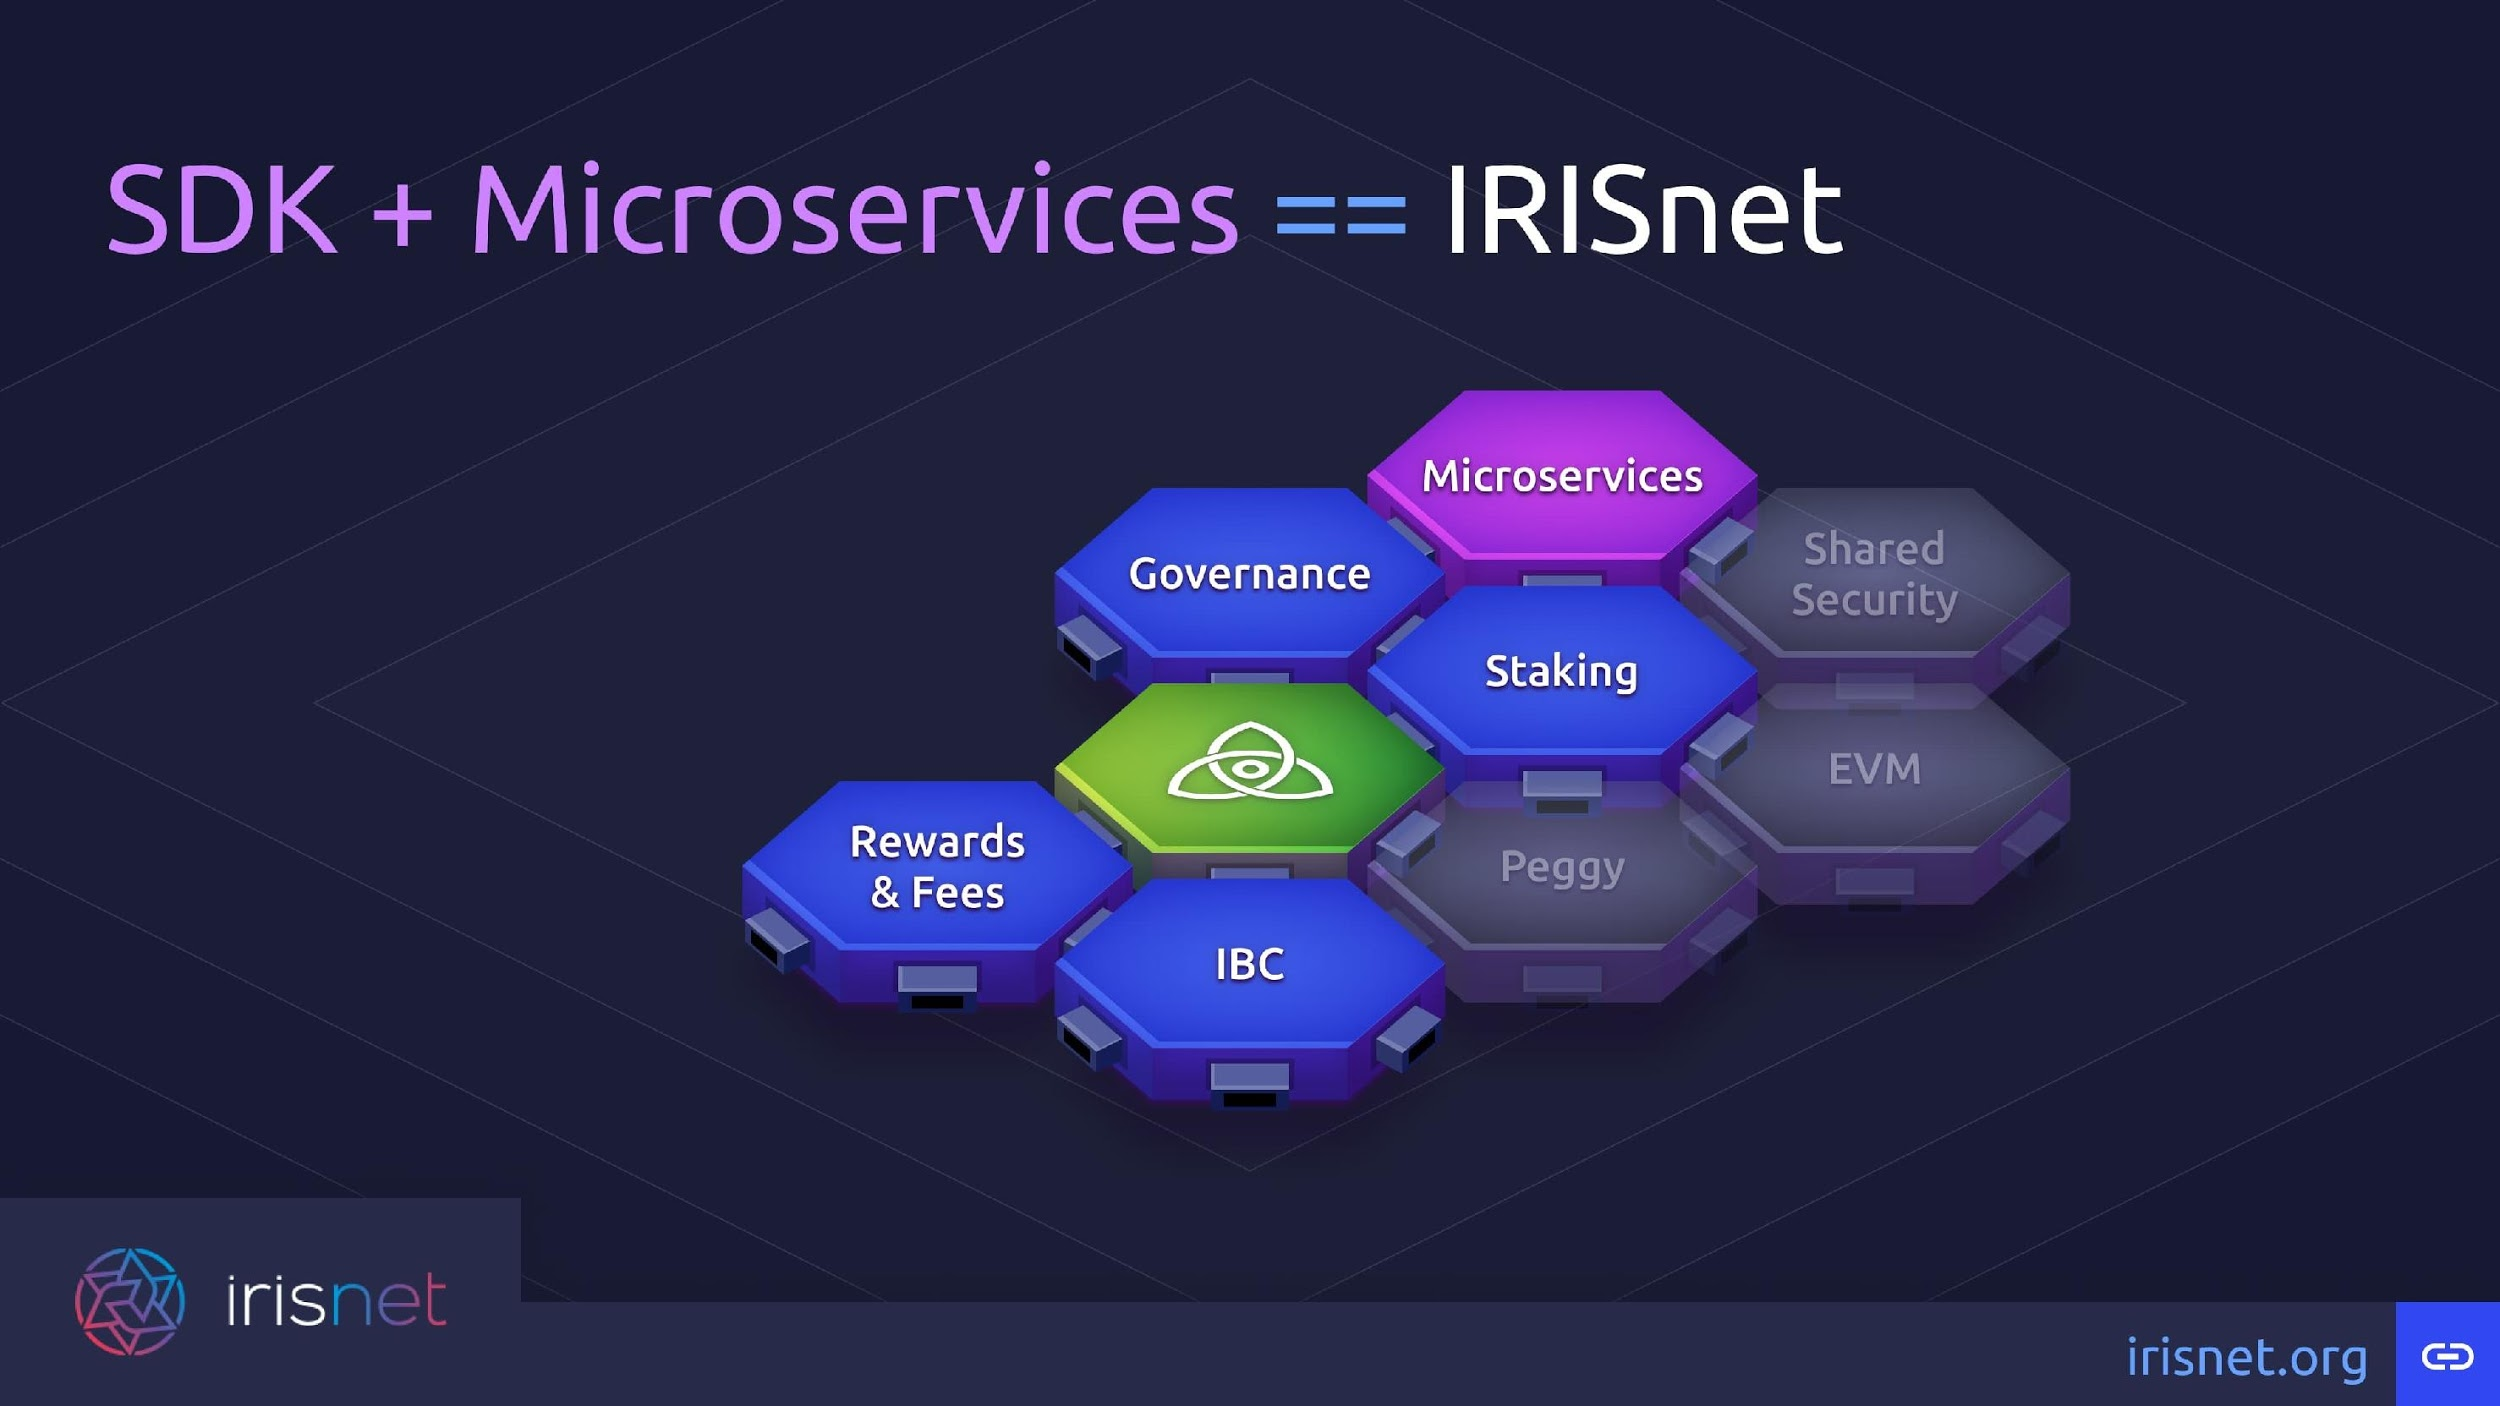 SDK + Microservices == IRISnet
Microservices
Governance
Shared
Security
Staking
EVM
Rewards
& Fees
Peggy
IBC
irisnet
irisnet.org